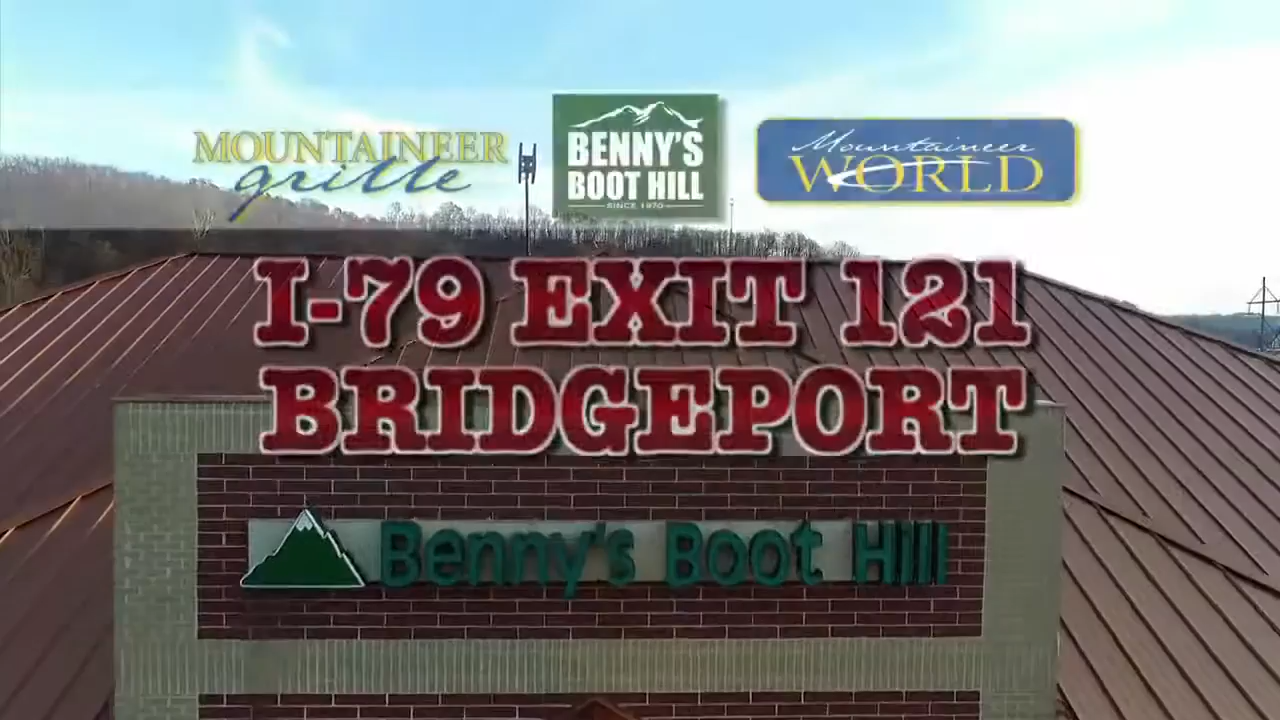 MOUNTAINEER
grille
BENNY'S
BOOT HILL
SINCE 1970
Mountaineer
WORLD
I-79 EXIT 121
BRIDGEPORT
Benny's Boot Hill